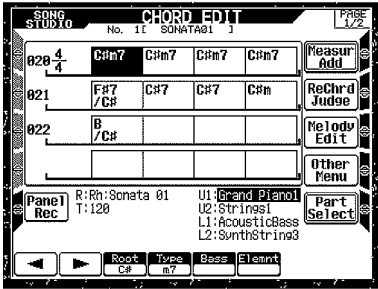 SONG STUDIO
CHORD EDIT
PAGE 1/2
No. 1[ SONATA01 ]
020 4/4 C#m7 C#m7 C#m7 C#m7
Measur Add
021 F#7/C# C#7 C#7 C#m
ReChrd Judge
022 B/C#
Melody Edit
Other Menu
Panel Rec
R:Rh:Sonata 01
T:120
U1:Grand Piano1
U2:Strings1
L1:AcousticBass
L2:SynthString3
Part Select
Root Type Bass Elemnt
C# m7